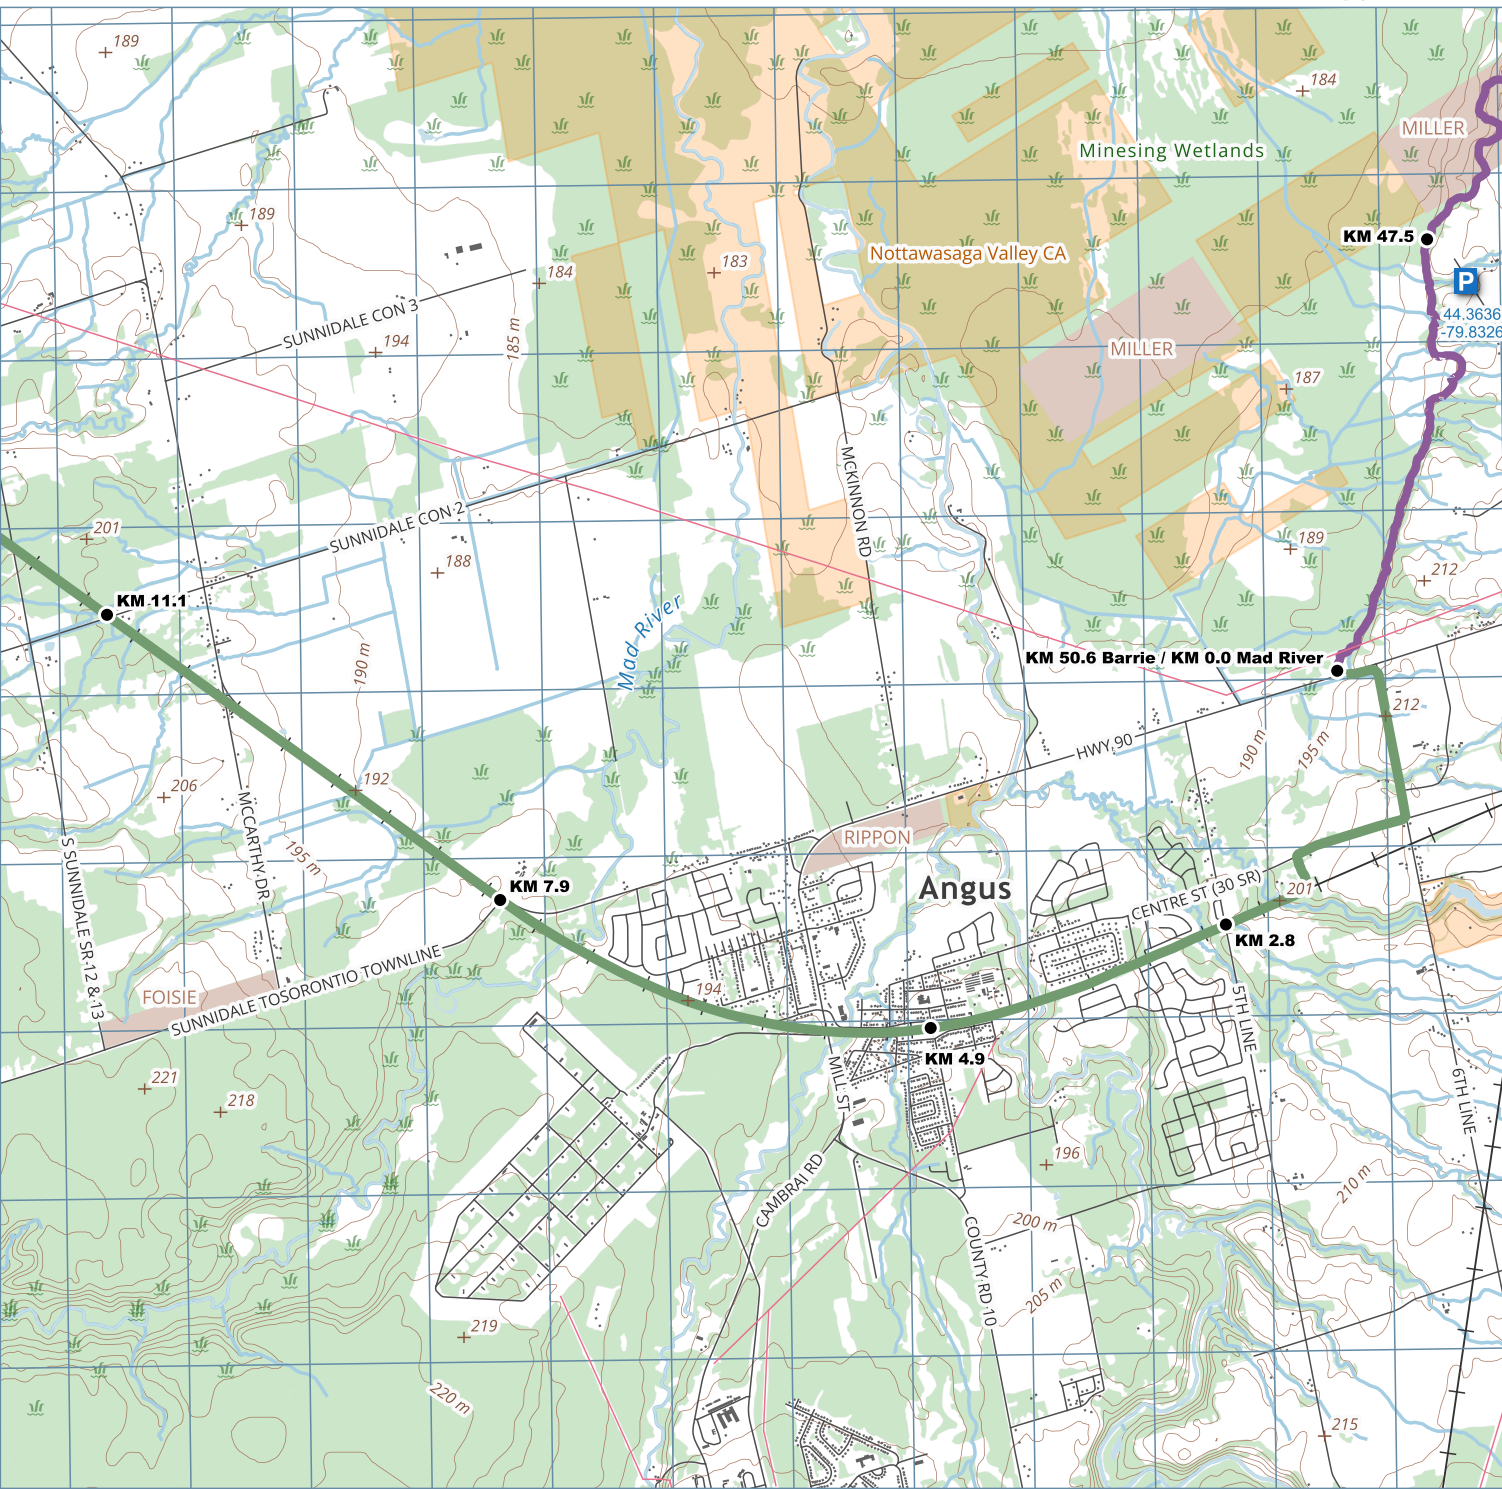 189
184
MILLER
Minesing Wetlands
189
KM 47.5
Nottawasaga Valley CA
183
184
P
44.3636
-79.8326
SUNNIDALE CON 3
185 m
194
MILLER
187
MCKINNON RD
SUNNIDALE CON 2
201
189
188
212
KM 11.1
Mad River
190 m
KM 50.6 Barrie / KM 0.0 Mad River
212
HWY 90
190 m
195 m
192
206
MCCARTHY DR
RIPPON
195 m
S SUNNIDALE SR 12 & 13
KM 7.9
Angus
CENTRE ST (30 SR)
201
KM 2.8
SUNNIDALE TOSORONTIO TOWNLINE
FOISIE
194
5TH LINE
KM 4.9
MILL ST
221
218
6TH LINE
196
CAMBRAI RD
210 m
200 m
COUNTY RD 10
205 m
219
220 m
215